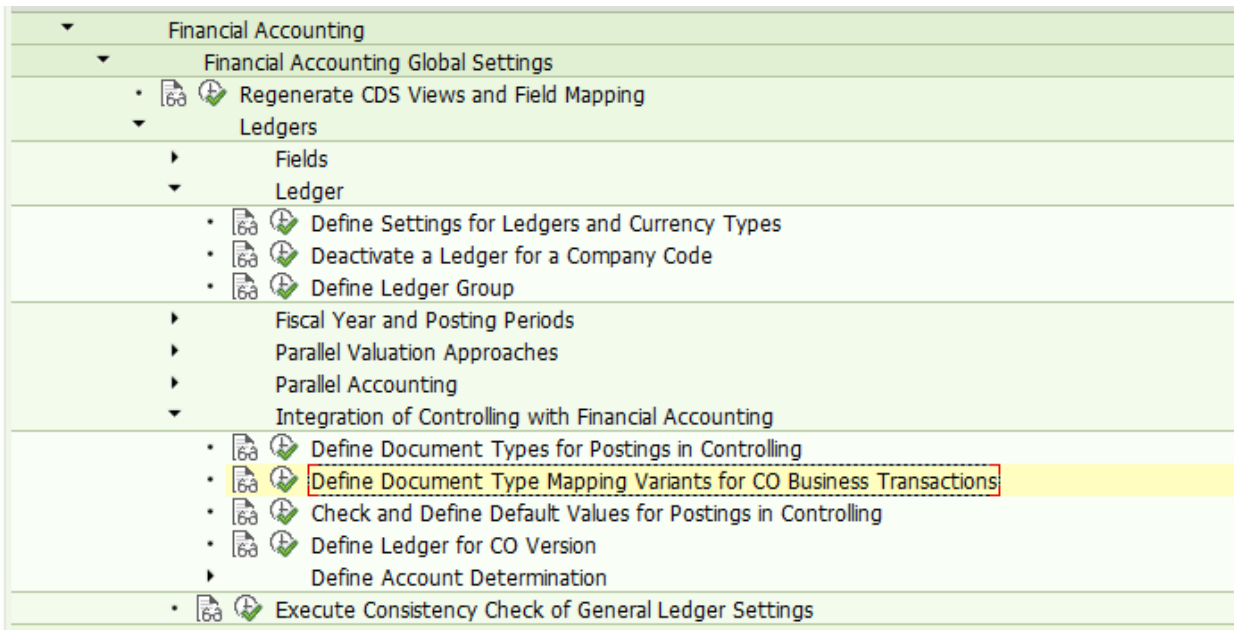 Financial Accounting
Financial Accounting Global Settings
Regenerate CDS Views and Field Mapping
Ledgers
Fields
Ledger
Define Settings for Ledgers and Currency Types
Deactivate a Ledger for a Company Code
Define Ledger Group
Fiscal Year and Posting Periods
Parallel Valuation Approaches
Parallel Accounting
Integration of Controlling with Financial Accounting
Define Document Types for Postings in Controlling
Define Document Type Mapping Variants for CO Business Transactions
Check and Define Default Values for Postings in Controlling
Define Ledger for CO Version
Define Account Determination
Execute Consistency Check of General Ledger Settings